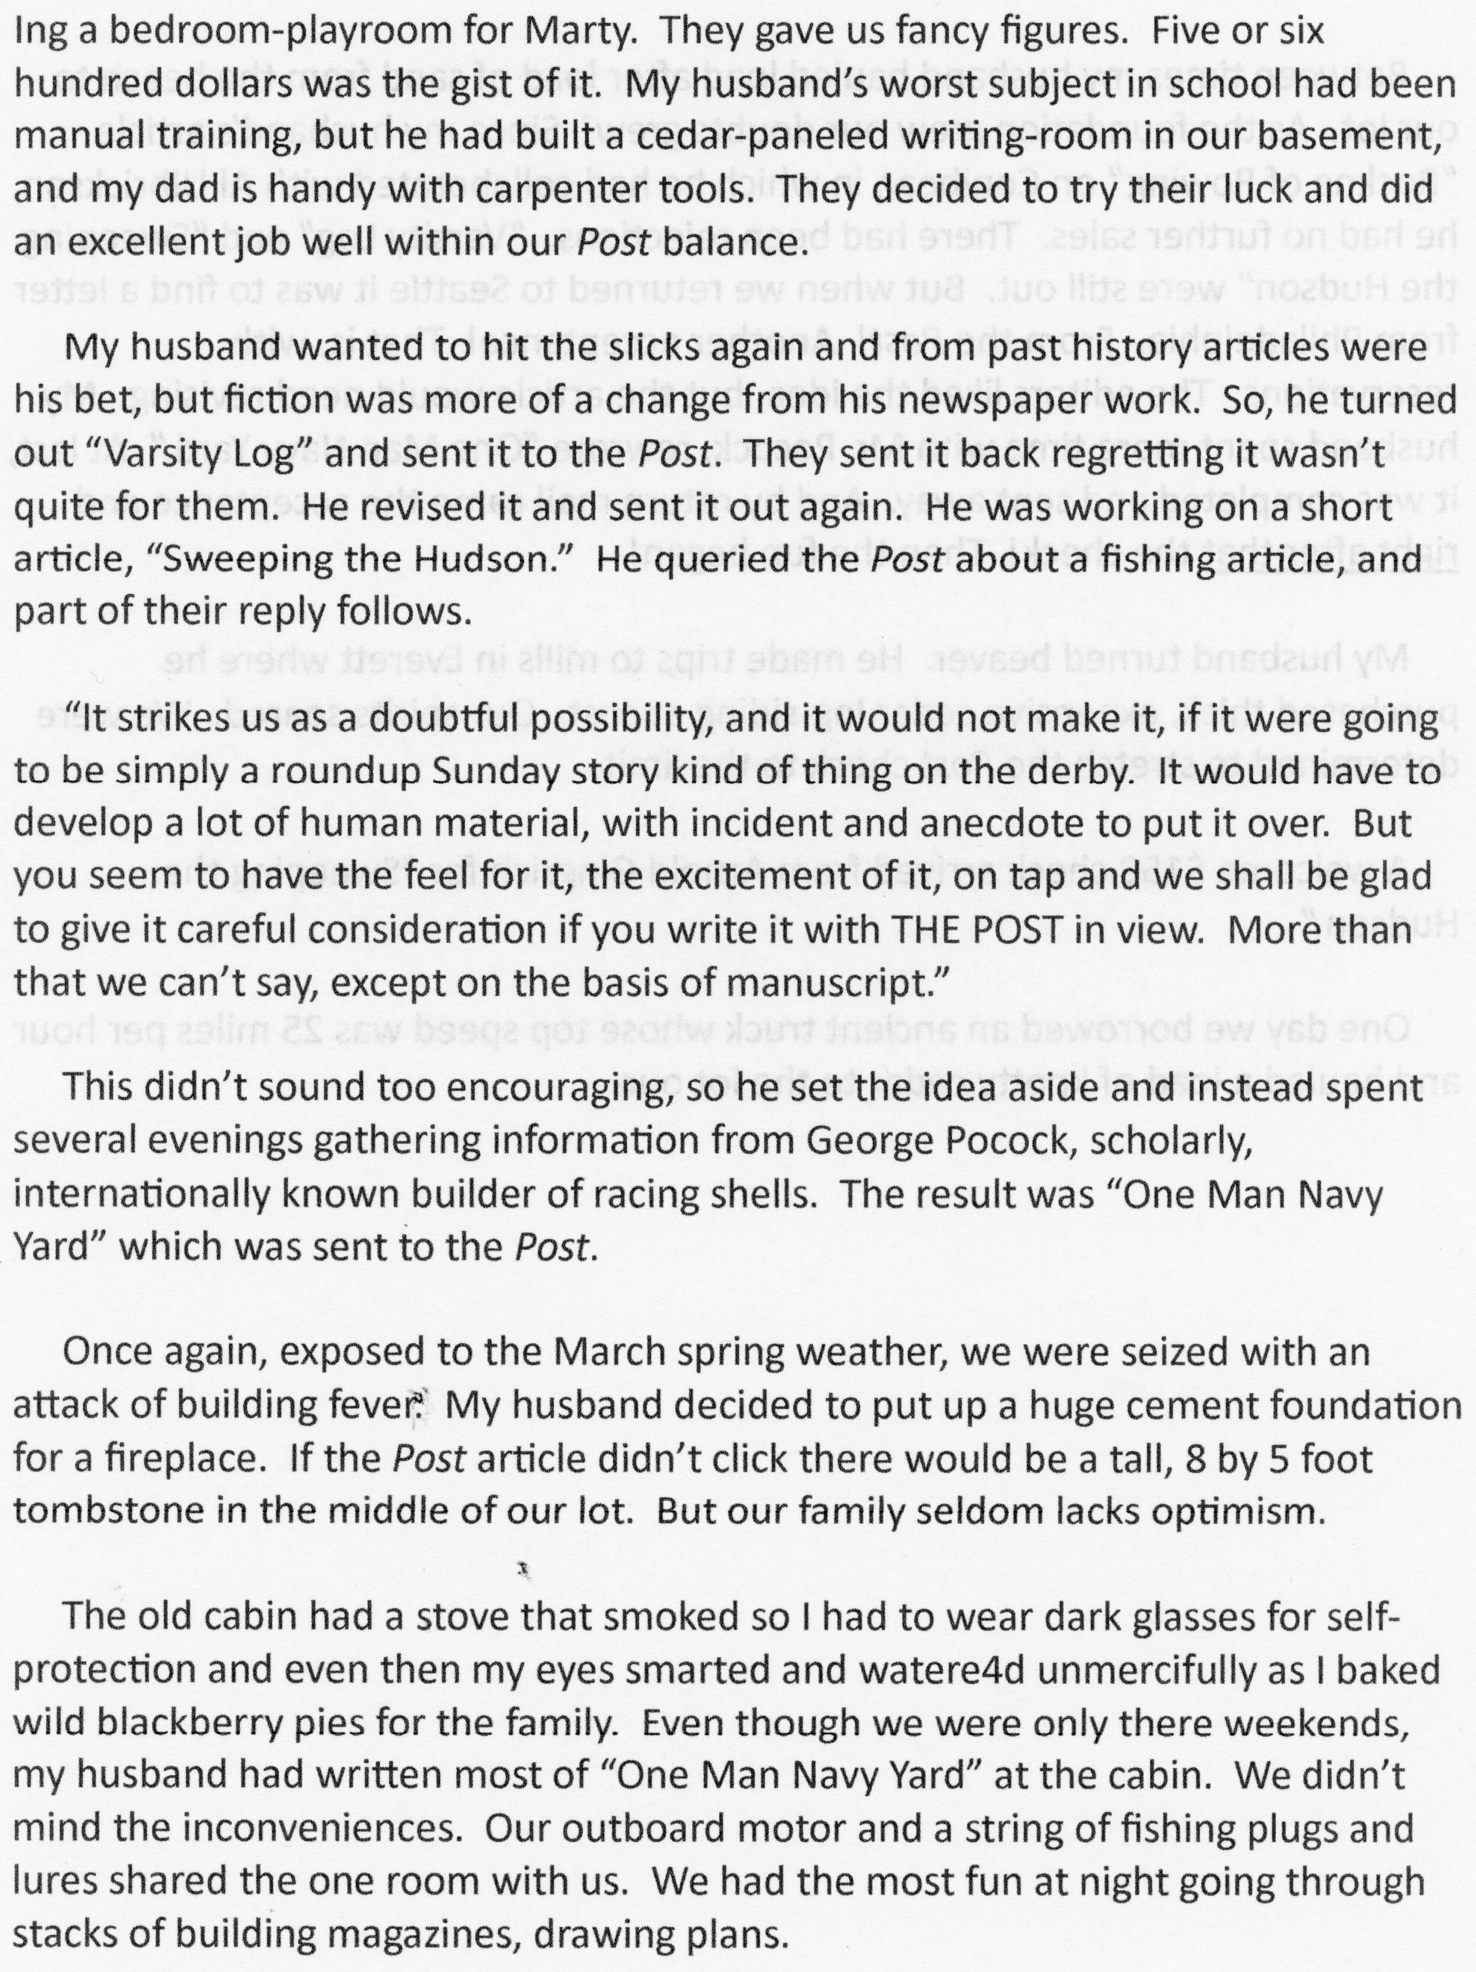 Ing a bedroom-playroom for Marty.  They gave us fancy figures.  Five or six
hundred dollars was the gist of it.  My husband’s worst subject in school had been
manual training, but he had built a cedar-paneled writing-room in our basement,
and my dad is handy with carpenter tools.  They decided to try their luck and did
an excellent job well within our Post balance.
My husband wanted to hit the slicks again and from past history articles were
his bet, but fiction was more of a change from his newspaper work.  So, he turned
out “Varsity Log” and sent it to the Post.  They sent it back regretting it wasn’t
quite for them.  He revised it and sent it out again.  He was working on a short
article, “Sweeping the Hudson.”  He queried the Post about a fishing article, and
part of their reply follows.
“It strikes us as a doubtful possibility, and it would not make it, if it were going
to be simply a roundup Sunday story kind of thing on the derby.  It would have to
develop a lot of human material, with incident and anecdote to put it over.  But
you seem to have the feel for it, the excitement of it, on tap and we shall be glad
to give it careful consideration if you write it with THE POST in view.  More than
that we can’t say, except on the basis of manuscript.”
This didn’t sound too encouraging, so he set the idea aside and instead spent
several evenings gathering information from George Pocock, scholarly,
internationally known builder of racing shells.  The result was “One Man Navy
Yard” which was sent to the Post.
Once again, exposed to the March spring weather, we were seized with an
attack of building fever.  My husband decided to put up a huge cement foundation
for a fireplace.  If the Post article didn’t click there would be a tall, 8 by 5 foot
tombstone in the middle of our lot.  But our family seldom lacks optimism.
The old cabin had a stove that smoked so I had to wear dark glasses for self-
protection and even then my eyes smarted and watere4d unmercifully as I baked
wild blackberry pies for the family.  Even though we were only there weekends,
my husband had written most of “One Man Navy Yard” at the cabin.  We didn’t
mind the inconveniences.  Our outboard motor and a string of fishing plugs and
lures shared the one room with us.  We had the most fun at night going through
stacks of building magazines, drawing plans.